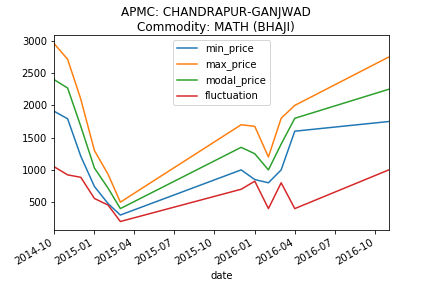 APMC: CHANDRAPUR-GANJWAD
Commodity: MATH (BHAJI)
3000
2500
2000
1500
1000
500
min_price
max_price
modal_price
fluctuation
2014-10
2015-01
2015-04
2015-07
2015-10
2016-01
2016-04
2016-07
2016-10
date